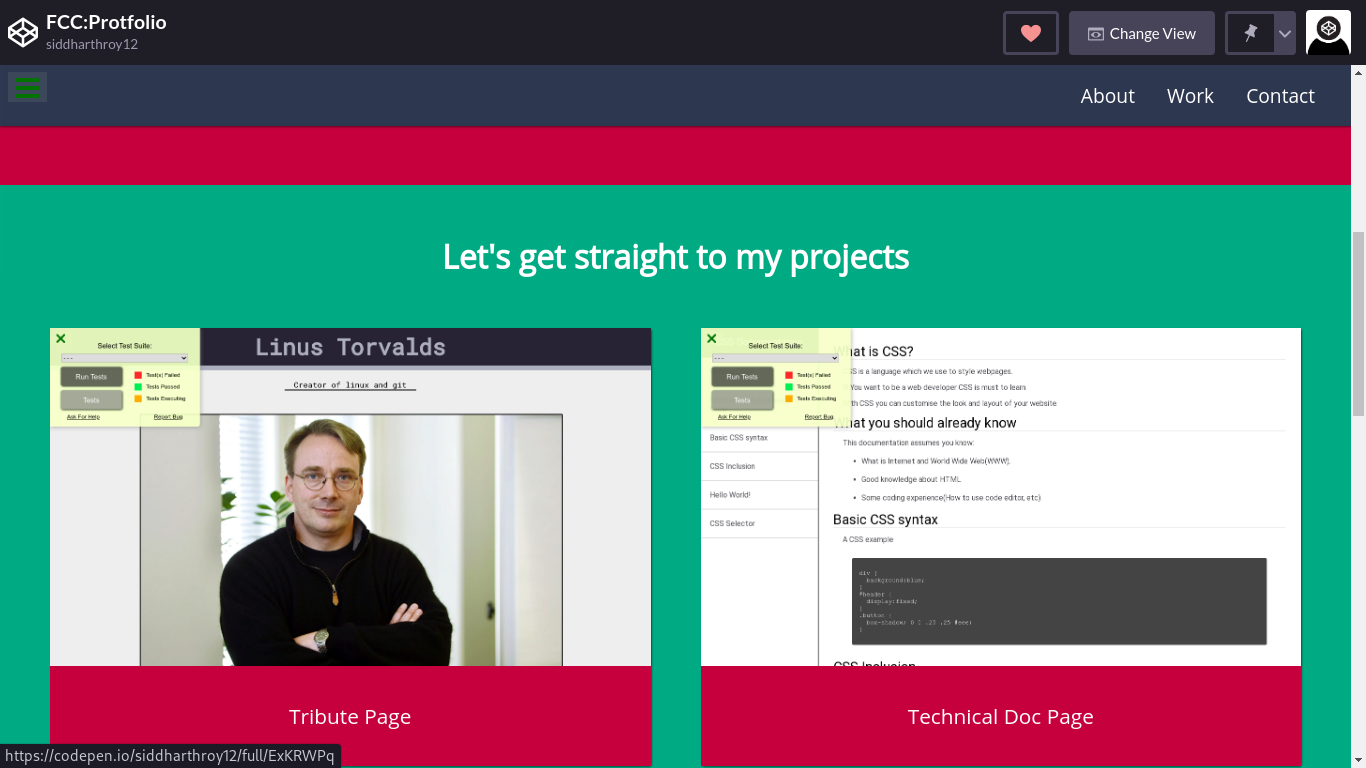 FCC:Protfolio
siddharthroy12
Change View
About Work Contact
Let's get straight to my projects
Select Test Suite:
---
Run Tests
Tests
Test(s) Failed
Tests Passed
Tests Executing
Ask For Help Report Bug
Linus Torvalds
Creator of linux and git
Tribute Page
Select Test Suite:
---
Run Tests
Tests
Test(s) Failed
Tests Passed
Tests Executing
Ask For Help Report Bug
Basic CSS syntax
CSS Inclusion
Hello World!
CSS Selector
hat is CSS?
is a language which we use to style webpages.
You want to be a web developer CSS is must to learn
th CSS you can customise the look and layout of your website
hat you should already know
This documentation assumes you know:
• What is Internet and World Wide Web(WWW).
• Good knowledge about HTML.
• Some coding experience(How to use code editor, etc)
Basic CSS syntax
A CSS example
div {
background:blue;
}
#header {
display:fixed;
}
.button {
box-shadow: 0 0 .25 .25 #eee;
}
CSS Inclusion
Technical Doc Page
https://codepen.io/siddharthroy12/full/ExKRWPq